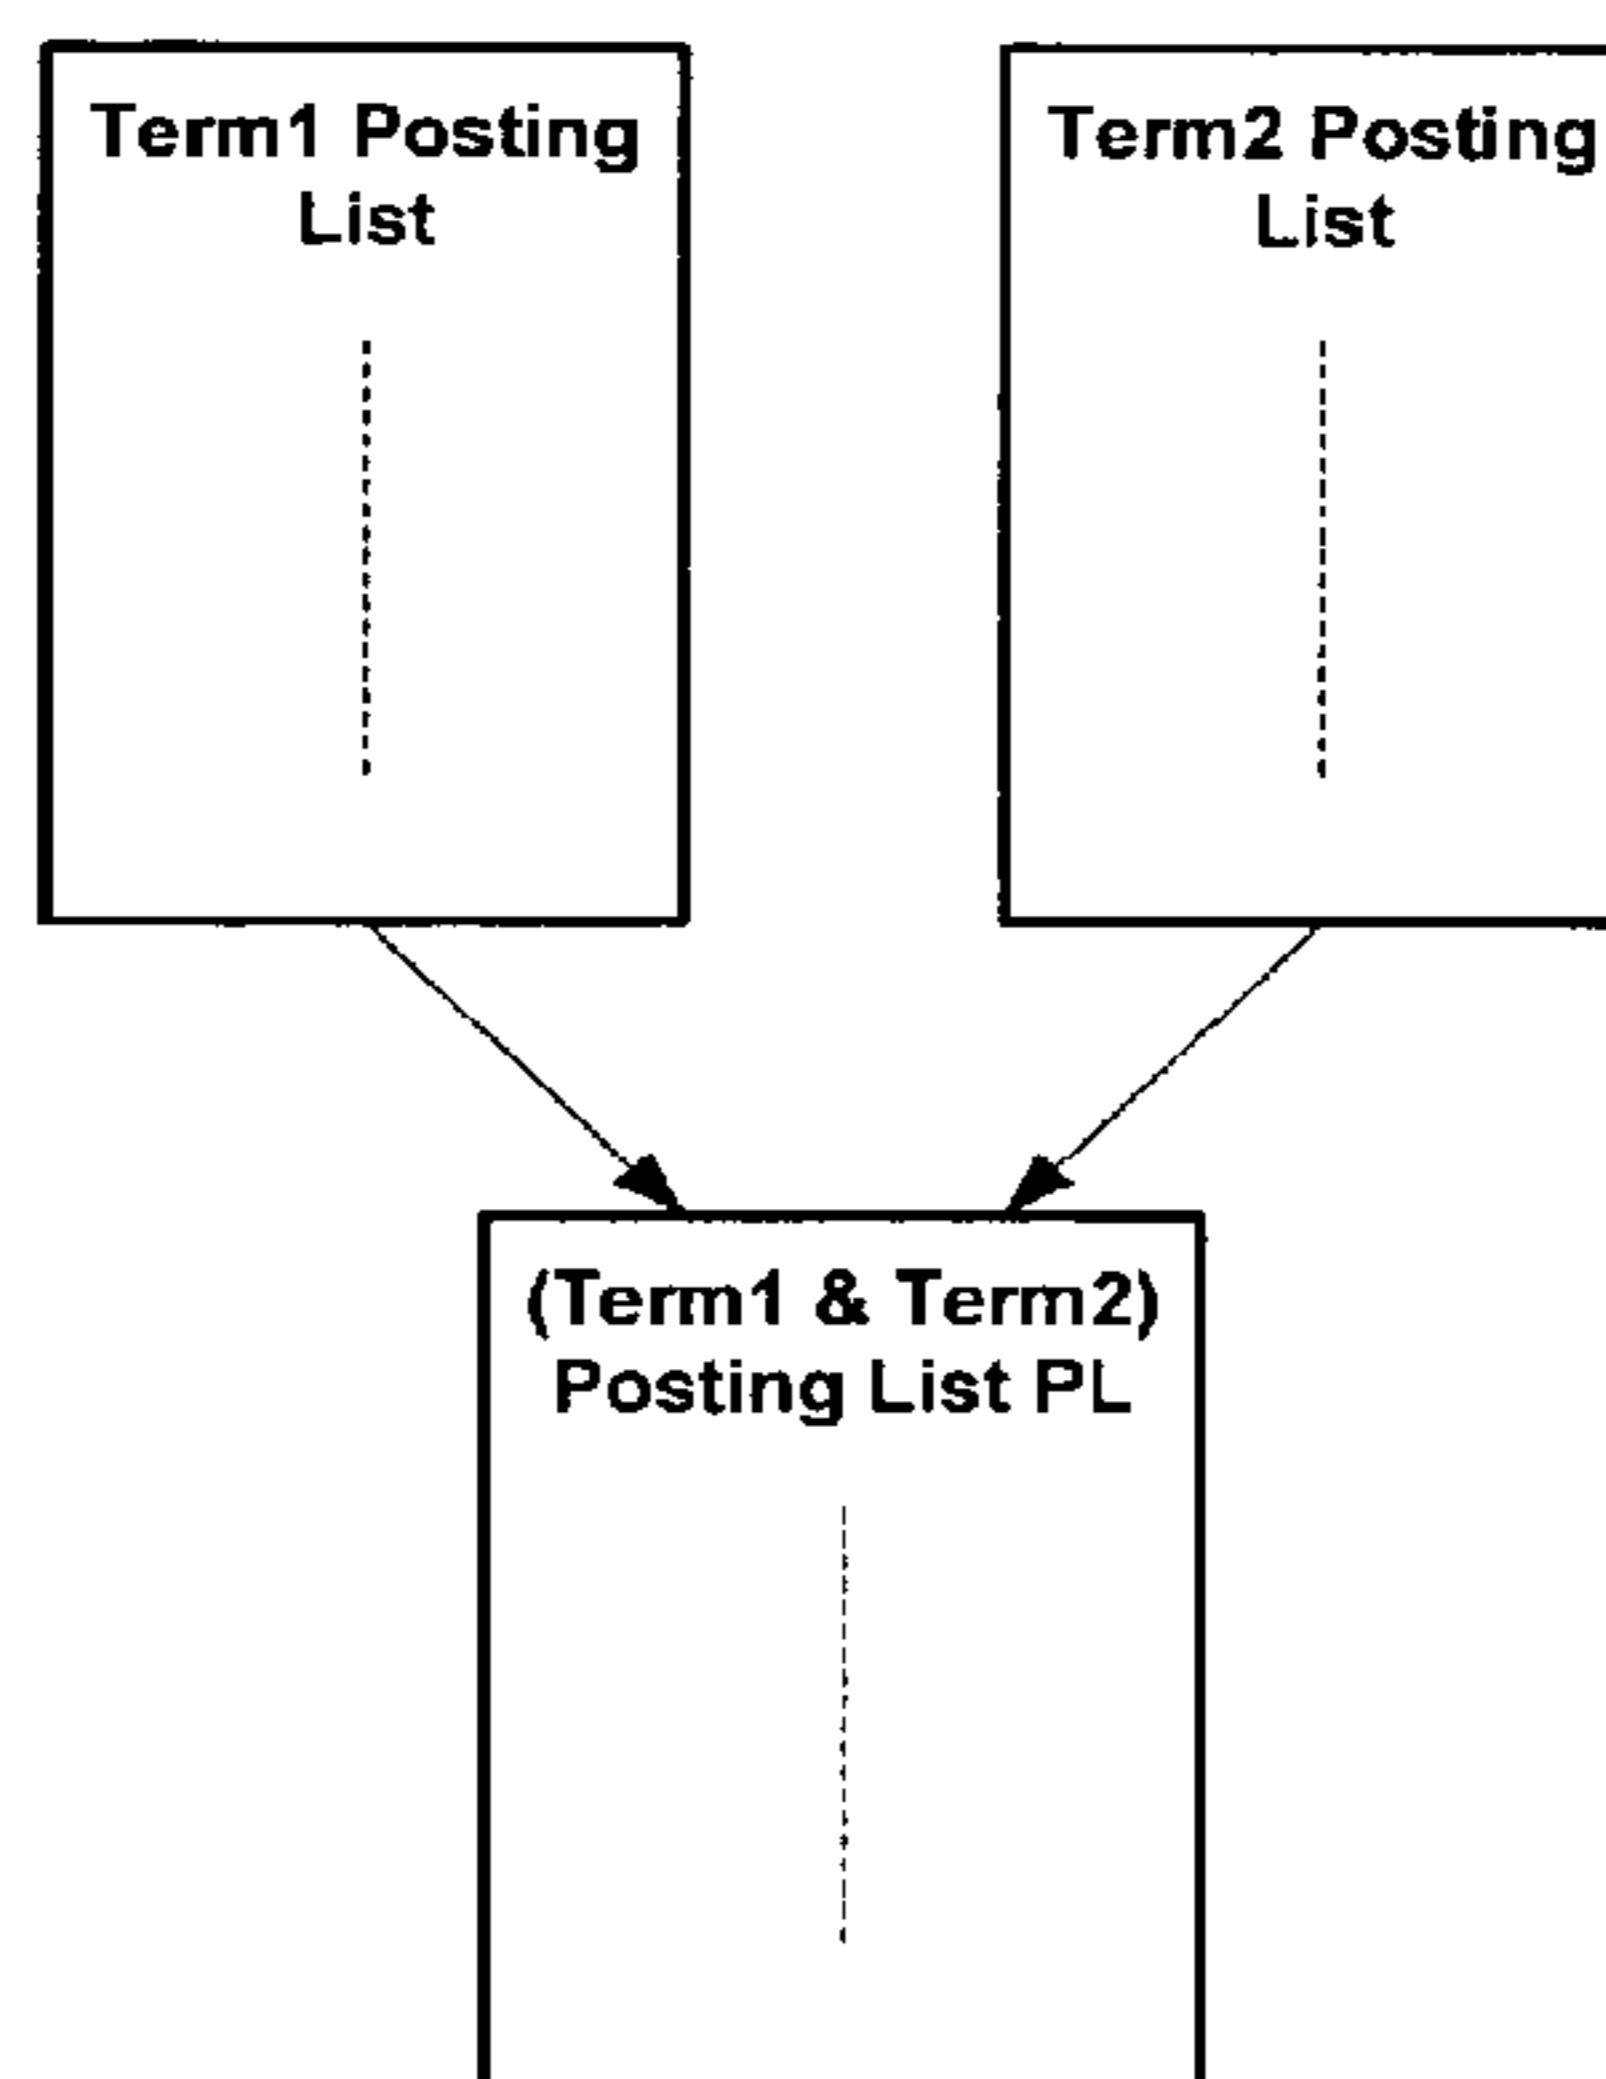 Term1 Posting
List
Term2 Posting
List
(Term1 & Term2)
Posting List PL